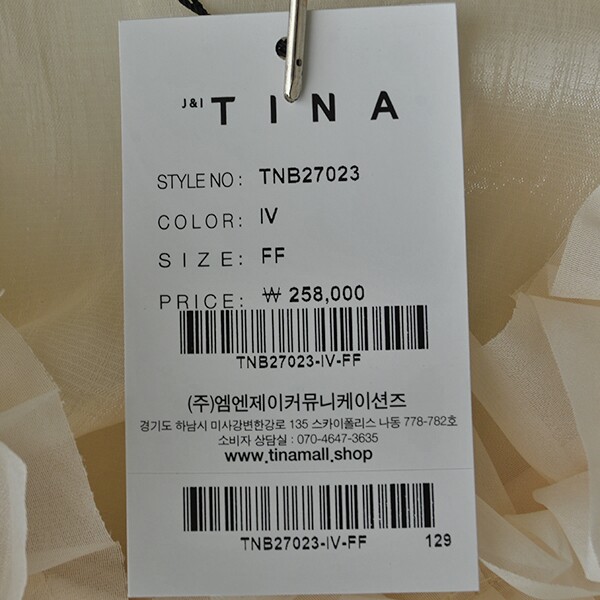 J&I TINA
STYLE NO: TNB27023
COLOR: IV
SIZE: FF
PRICE: ₩ 258,000
TNB27023-IV-FF
(주)엠엔제이커뮤니케이션즈
경기도 하남시 미사강변한강로 135 스카이폴리스 나동 778-782호
소비자 상담실 : 070-4647-3635
www.tinamall.shop
TNB27023-IV-FF 129